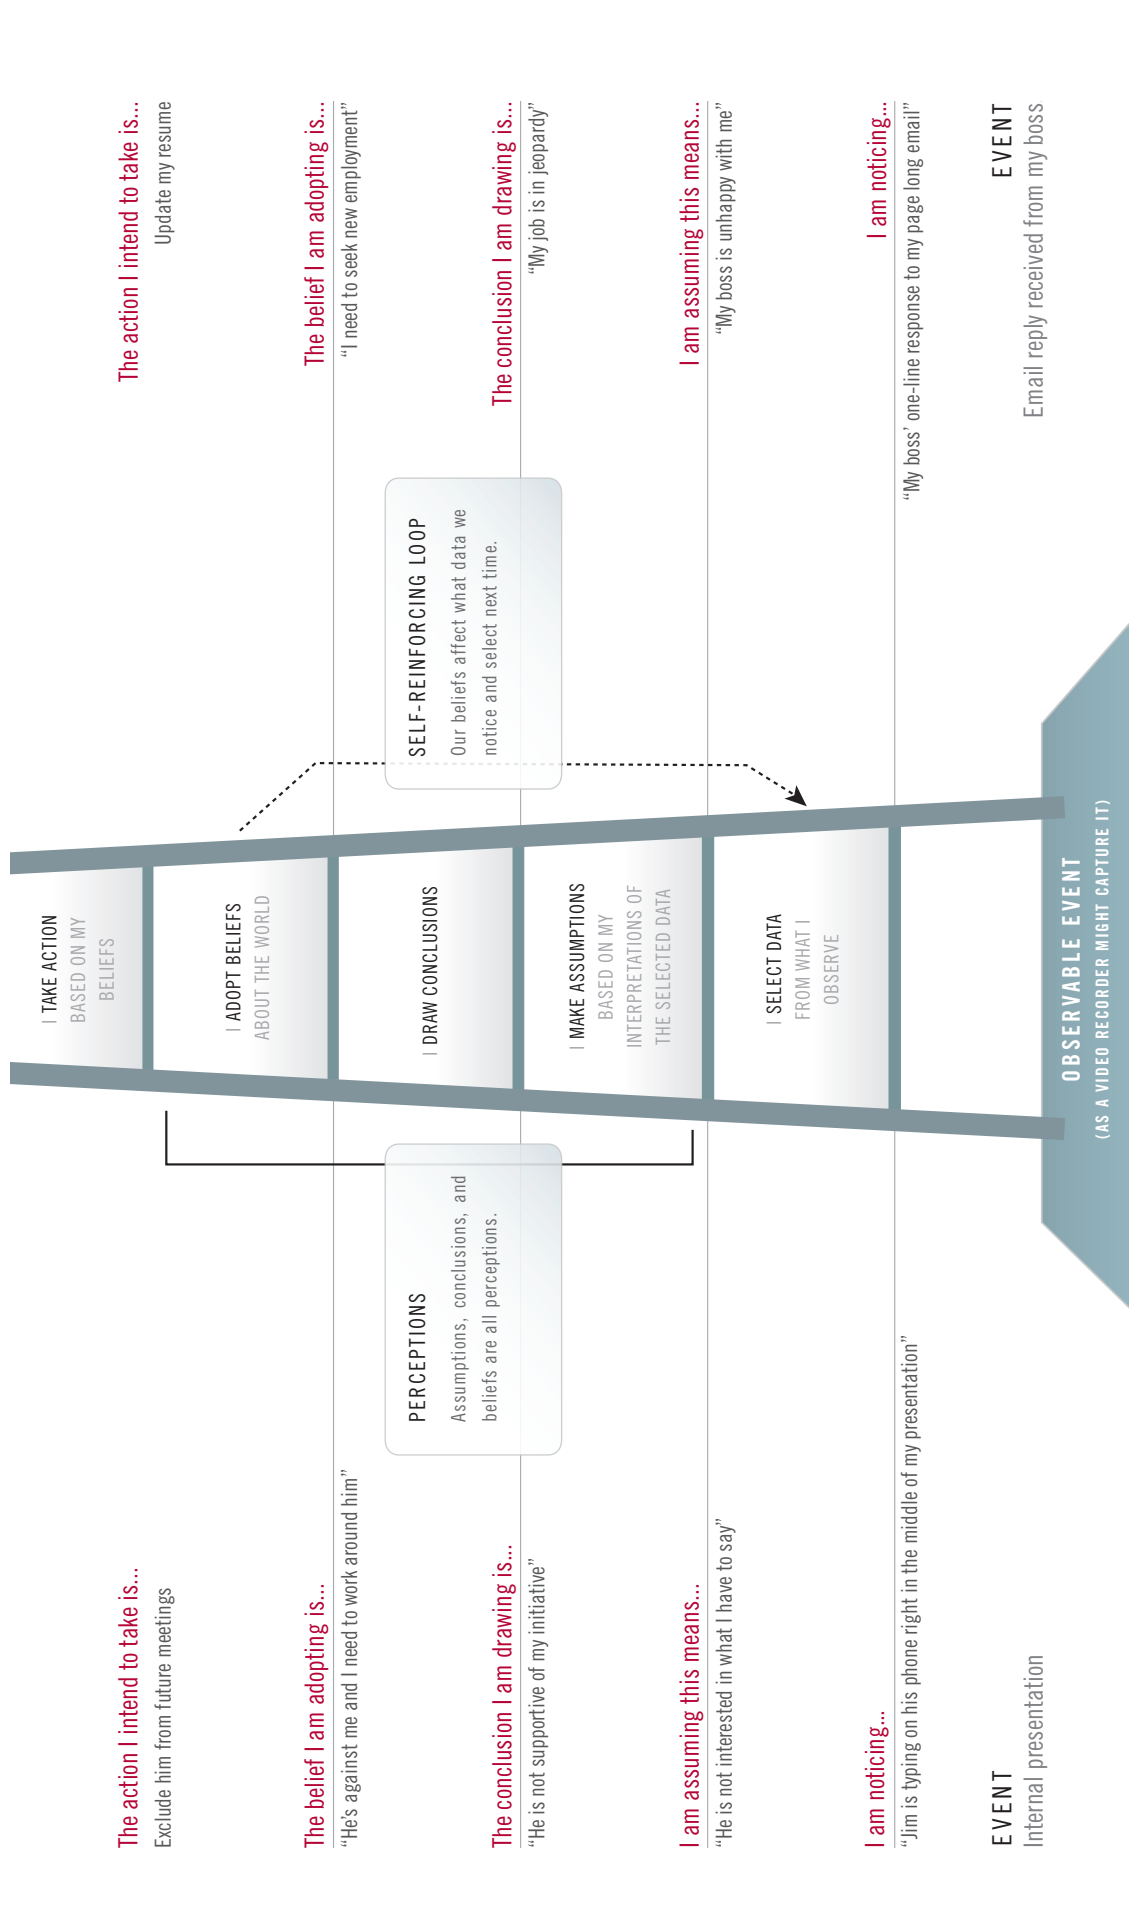 The action I intend to take is...
Exclude him from future meetings
The belief I am adopting is...
“He’s against me and I need to work around him”
The conclusion I am drawing is...
“He is not supportive of my initiative”
I am assuming this means...
“He is not interested in what I have to say”
I am noticing...
“Jim is typing on his phone right in the middle of my presentation”
EVENT
Internal presentation
PERCEPTIONS
Assumptions, conclusions, and
beliefs are all perceptions.
I TAKE ACTION
BASED ON MY
BELIEFS
I ADOPT BELIEFS
ABOUT THE WORLD
I DRAW CONCLUSIONS
I MAKE ASSUMPTIONS
BASED ON MY
INTERPRETATIONS OF
THE SELECTED DATA
I SELECT DATA
FROM WHAT I
OBSERVE
OBSERVABLE EVENT
(AS A VIDEO RECORDER MIGHT CAPTURE IT)
SELF-REINFORCING LOOP
Our beliefs affect what data we
notice and select next time.
The action I intend to take is...
Update my resume
The belief I am adopting is...
“I need to seek new employment”
The conclusion I am drawing is...
“My job is in jeopardy”
I am assuming this means...
“My boss is unhappy with me”
I am noticing...
“My boss’ one-line response to my page long email”
EVENT
Email reply received from my boss